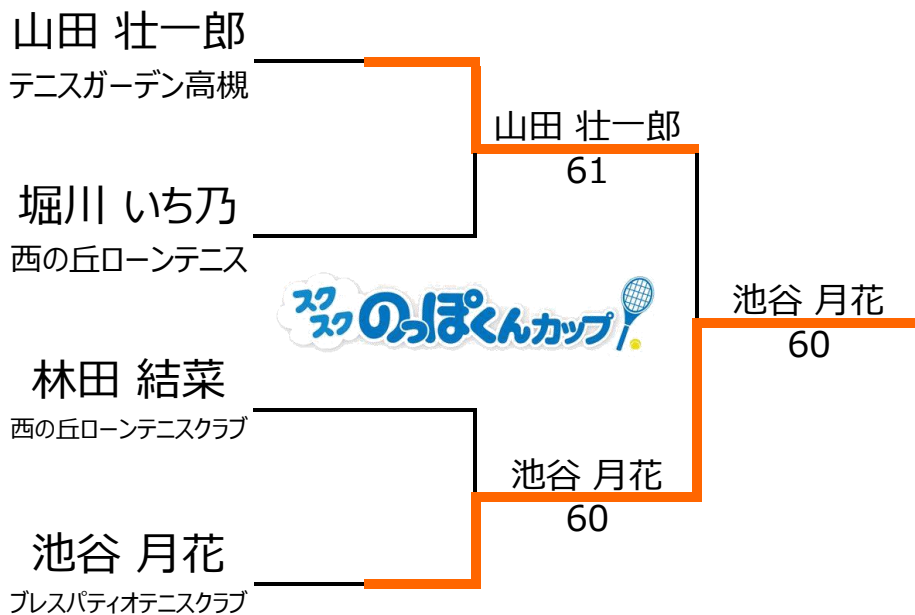 山田 壮一郎
テニスガーデン高槻
山田 壮一郎
61
堀川 いち乃
西の丘ローンテニス
スク
スク のっぽくんカップ
池谷 月花
60
林田 結菜
西の丘ローンテニスクラブ
池谷 月花
60
池谷 月花
ブレスパティオテニスクラブ